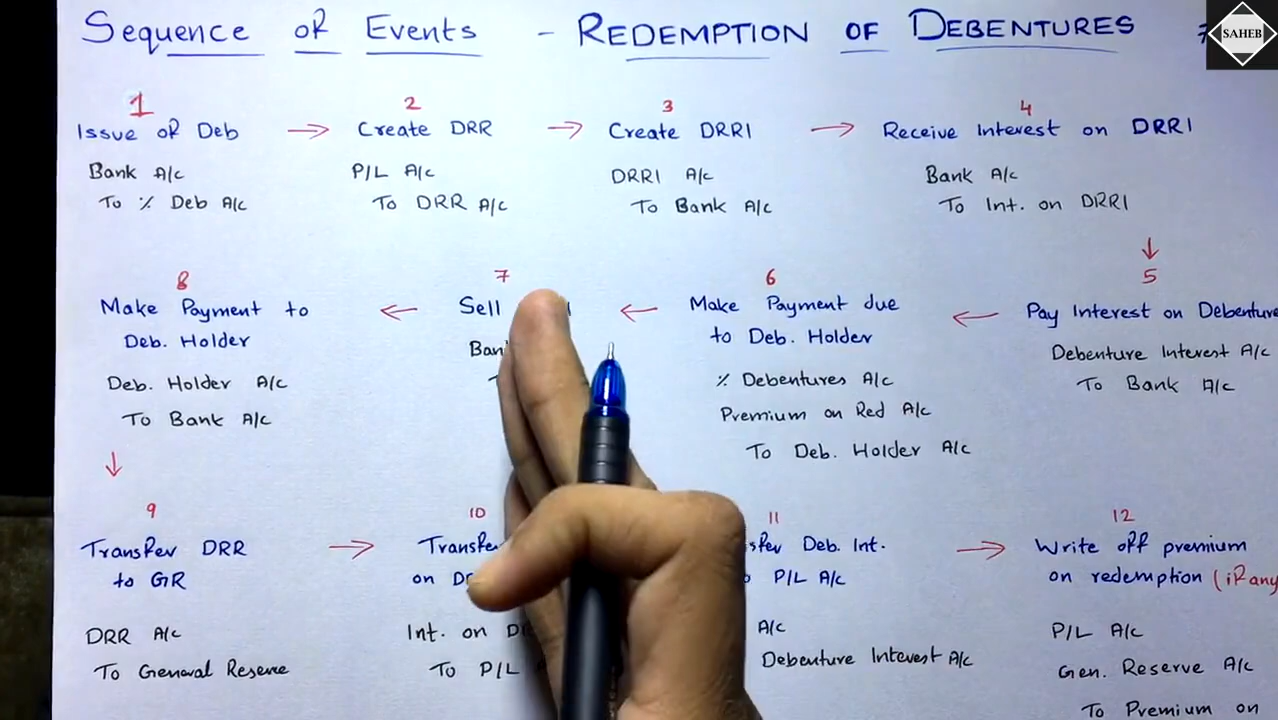 Sequence of Events - REDEMPTION OF DEBENTURES
SAHEB
1
Issue of Deb
Bank A/c
To % Deb A/c
2
Create DRR
P/L A/c
To DRR A/c
3
Create DRRI
DRRI A/c
To Bank A/c
4
Receive Interest on DRRI
Bank A/c
To Int. on DRRI
5
Pay Interest on Debenture
Debenture Interest A/c
To Bank A/c
6
Make Payment due
to Deb. Holder
% Debentures A/c
Premium on Red A/c
To Deb. Holder A/c
7
Sell
8
Make Payment to
Deb. Holder
Deb. Holder A/c
To Bank A/c
9
Transfer DRR
to GR
DRR A/c
To General Reserve
10
on
Int. on
To P/L
11
Deb. Int.
P/L A/c
A/c
Debenture Interest A/c
12
Write off premium
on redemption (if any
P/L A/c
Gen. Reserve A/c
To Premium on